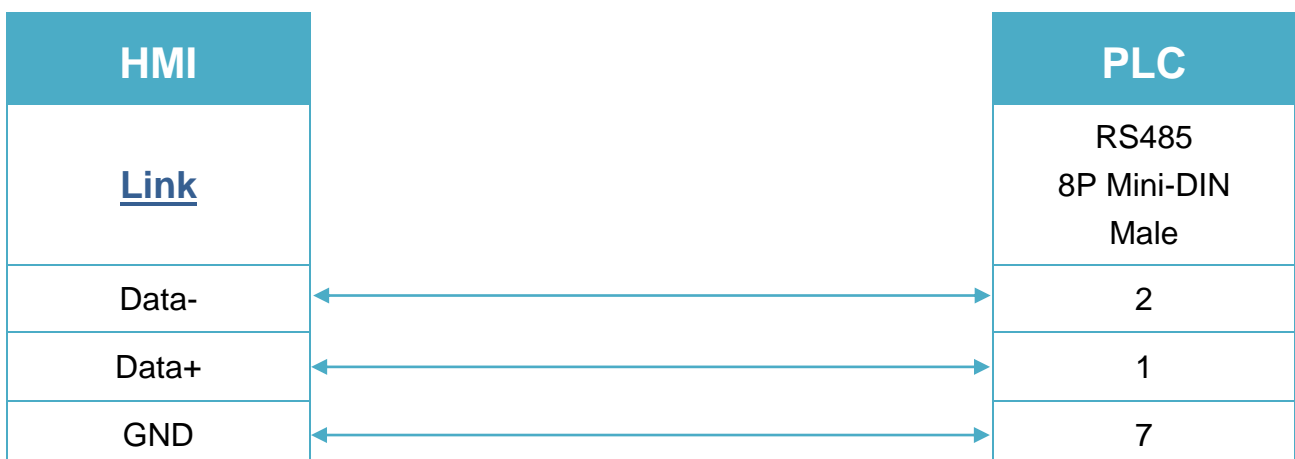 HMI PLC
Link
RS485
8P Mini-DIN
Male
Data- 2
Data+ 1
GND 7